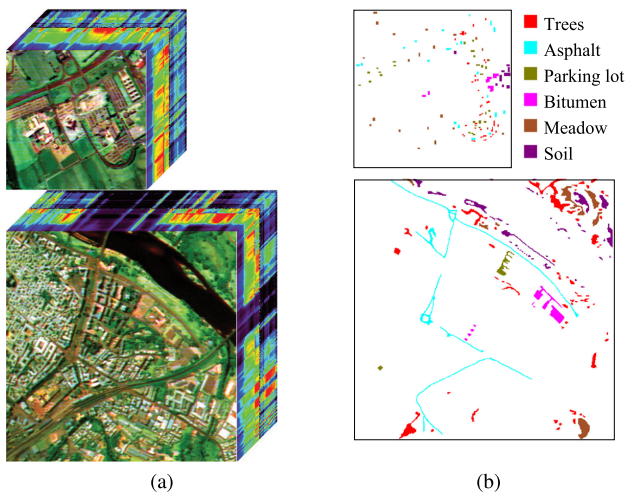 Trees
Asphalt
Parking lot
Bitumen
Meadow
Soil
(a)
(b)